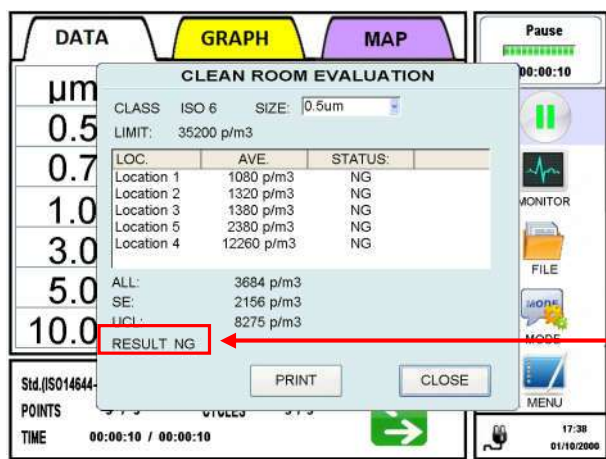 DATA
GRAPH
MAP
Pause
00:00:10
µm
0.5
0.7
1.0
3.0
5.0
10.0
CLEAN ROOM EVALUATION
CLASS ISO 6 SIZE: 0.5um
LIMIT: 35200 p/m3
LOC. AVE. STATUS:
Location 1 1080 p/m3 NG
Location 2 1320 p/m3 NG
Location 3 1380 p/m3 NG
Location 5 2380 p/m3 NG
Location 4 12260 p/m3 NG
ALL: 3684 p/m3
SE: 2156 p/m3
UCL: 8275 p/m3
RESULT NG
PRINT
CLOSE
MONITOR
FILE
MODE
MODE
MENU
Std.(ISO14644-
POINTS
CYCLES
TIME 00:00:10 / 00:00:10
17:38
01/10/2000